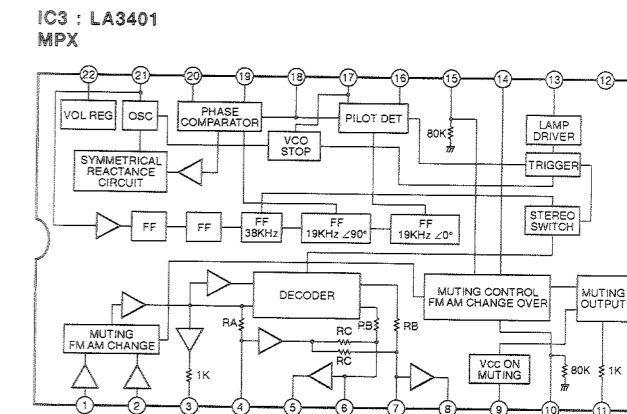 IC3 : LA3401
MPX
22 21 20 19 18 17 16 15 14 13 12
VOL REG
OSC
PHASE
COMPARATOR
VCO
STOP
PILOT DET
80K
LAMP
DRIVER
TRIGGER
SYMMETRICAL
REACTANCE
CIRCUIT
STEREO
SWITCH
FF
FF
FF
38KHz
FF
19KHz ∠90°
FF
19KHz ∠0°
DECODER
MUTING CONTROL
FM AM CHANGE OVER
MUTING
OUTPUT
MUTING
FM AM CHANGE
RA
RB
RB
RC
RC
1K
Vcc ON
MUTING
80K
1K
1 2 3 4 5 6 7 8 9 10 11